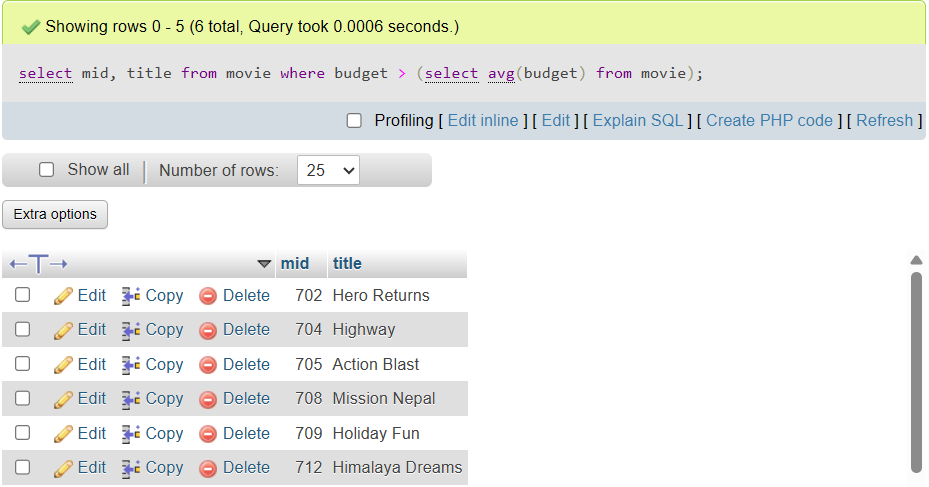 Showing rows 0 - 5 (6 total, Query took 0.0006 seconds.)
select mid, title from movie where budget > (select avg(budget) from movie);
Profiling [ Edit inline ] [ Edit ] [ Explain SQL ] [ Create PHP code ] [ Refresh ]
Show all | Number of rows: 25
Extra options
←T→ mid title
Edit Copy Delete 702 Hero Returns
Edit Copy Delete 704 Highway
Edit Copy Delete 705 Action Blast
Edit Copy Delete 708 Mission Nepal
Edit Copy Delete 709 Holiday Fun
Edit Copy Delete 712 Himalaya Dreams